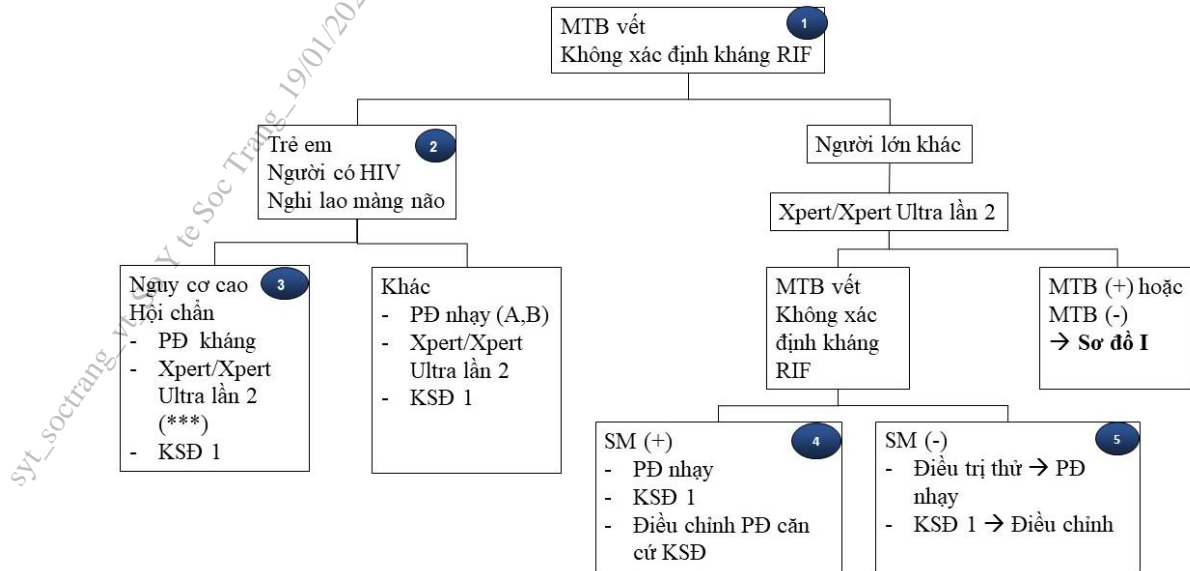 MTB vết
Không xác định kháng RIF
1
Trẻ em
Người có HIV
Nghi lao màng não
2
Người lớn khác
Xpert/Xpert Ultra lần 2
Nguy cơ cao
Hội chẩn
- PĐ kháng
- Xpert/Xpert
Ultra lần 2
(***)
- KSĐ 1
3
Khác
- PĐ nhạy (A,B)
- Xpert/Xpert
Ultra lần 2
- KSĐ 1
MTB vết
Không xác
định kháng
RIF
MTB (+) hoặc
MTB (-)
→ Sơ đồ I
SM (+)
- PĐ nhạy
- KSĐ 1
- Điều chỉnh PĐ căn
cứ KSĐ
4
SM (-)
- Điều trị thử → PĐ
nhạy
- KSĐ 1 → Điều chỉnh
5